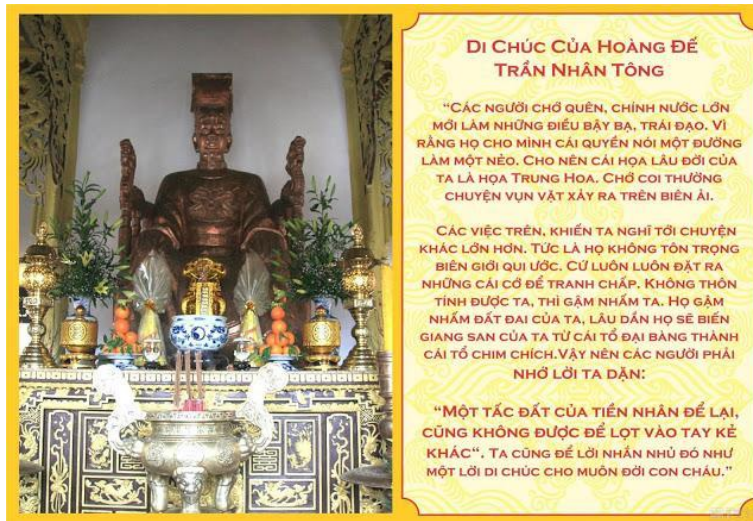 DI CHÚC CỦA HOÀNG ĐẾ
TRẦN NHÂN TÔNG
“CÁC NGƯỜI CHỚ QUÊN, CHÍNH NƯỚC LỚN
MỚI LÀM NHỮNG ĐIỀU BẬY BẠ, TRÁI ĐẠO. VÌ
RẰNG HỌ CHO MÌNH CÁI QUYỀN NÓI MỘT ĐƯỜNG
LÀM MỘT NẺO. CHO NÊN CÁI HỌA LÂU ĐỜI CỦA
TA LÀ HỌA TRUNG HOA. CHỚ COI THƯỜNG
CHUYỆN VỤN VẶT XẢY RA TRÊN BIÊN ẢI.
CÁC VIỆC TRÊN, KHIẾN TA NGHĨ TỚI CHUYỆN
KHÁC LỚN HƠN. TỨC LÀ HỌ KHÔNG TÔN TRỌNG
BIÊN GIỚI QUI ƯỚC. CỨ LUÔN LUÔN ĐẶT RA
NHỮNG CÁI CỚ ĐỂ TRANH CHẤP. KHÔNG THÔN
TÍNH ĐƯỢC TA, THÌ GẬM NHẤM TA. HỌ GẬM
NHẤM ĐẤT ĐAI CỦA TA, LÂU DẦN HỌ SẼ BIẾN
GIANG SAN CỦA TA TỪ CÁI TỔ ĐẠI BÀNG THÀNH
CÁI TỔ CHIM CHÍCH.VẬY NÊN CÁC NGƯỜI PHẢI
NHỚ LỜI TA DẶN:
“MỘT TẤC ĐẤT CỦA TIỀN NHÂN ĐỂ LẠI,
CŨNG KHÔNG ĐƯỢC ĐỂ LỌT VÀO TAY KẺ
KHÁC“. TA CŨNG ĐỂ LỜI NHẮN NHỦ ĐÓ NHƯ
MỘT LỜI DI CHÚC CHO MUÔN ĐỜI CON CHÁU.”